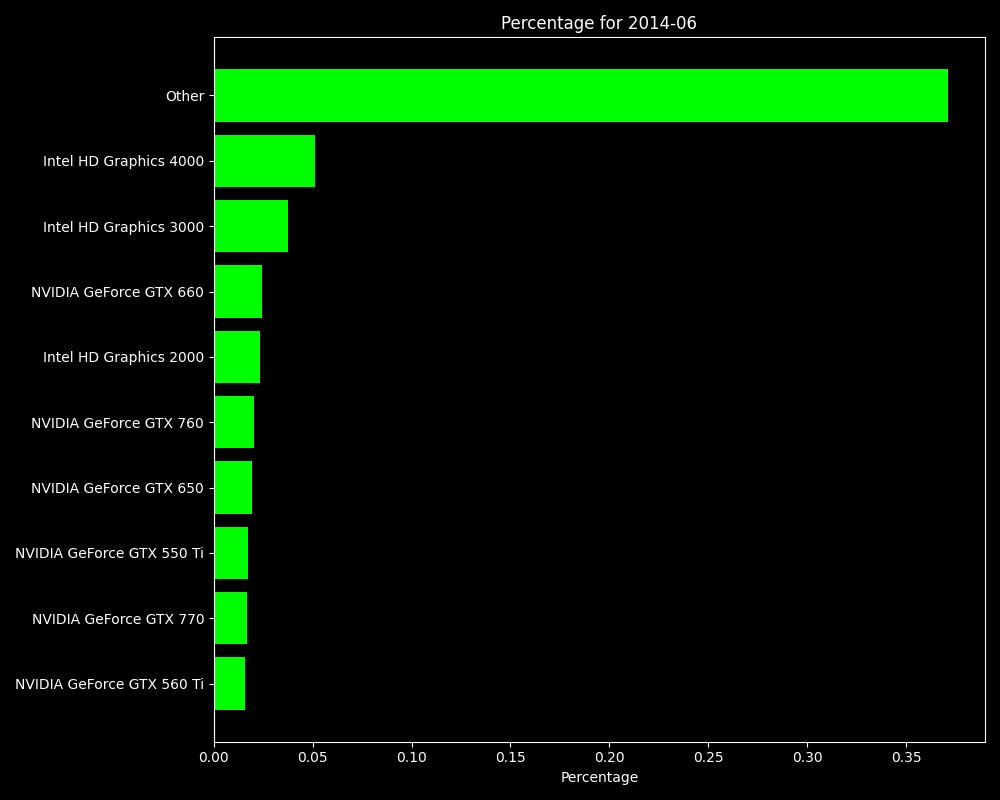 Percentage for 2014-06
Other
Intel HD Graphics 4000
Intel HD Graphics 3000
NVIDIA GeForce GTX 660
Intel HD Graphics 2000
NVIDIA GeForce GTX 760
NVIDIA GeForce GTX 650
NVIDIA GeForce GTX 550 Ti
NVIDIA GeForce GTX 770
NVIDIA GeForce GTX 560 Ti
0.00 0.05 0.10 0.15 0.20 0.25 0.30 0.35
Percentage